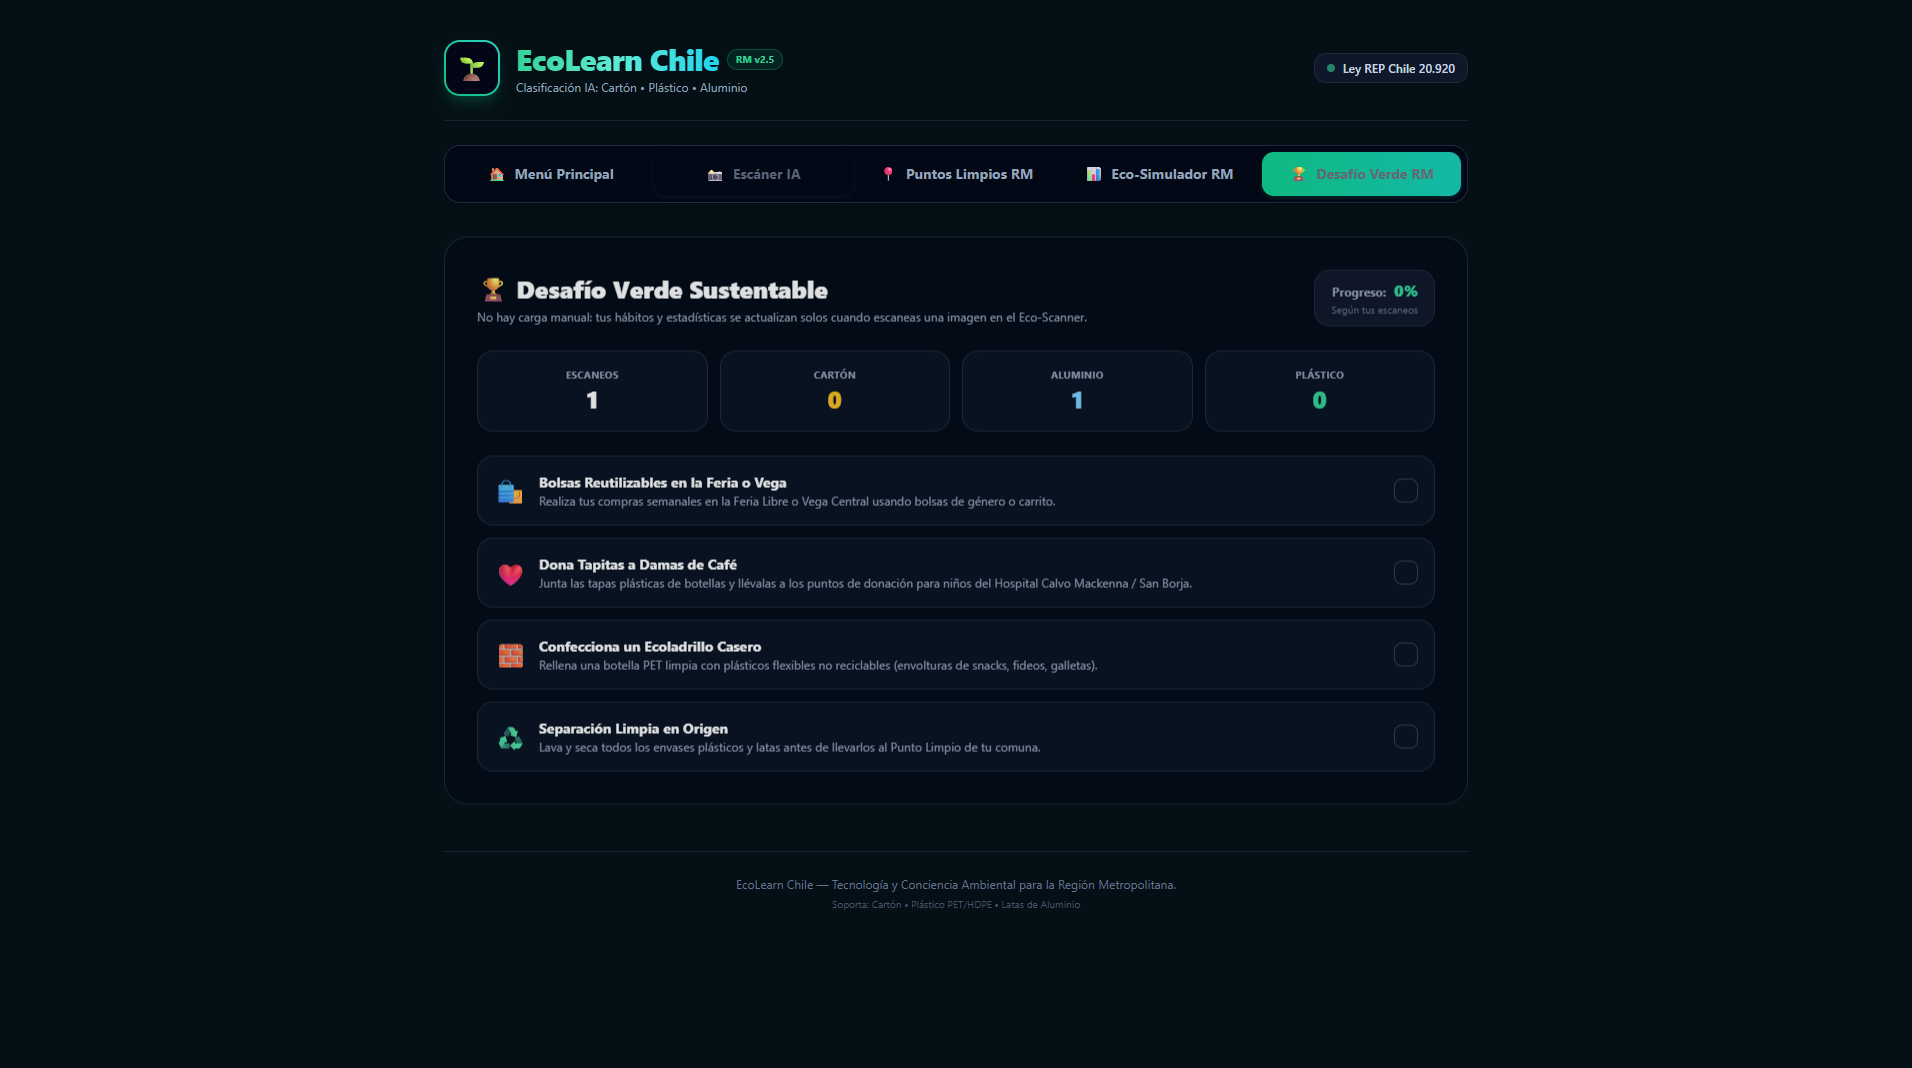 EcoLearn Chile RM v2.5
Clasificación IA: Cartón • Plástico • Aluminio
Ley REP Chile 20.920
Menú Principal
Escáner IA
Puntos Limpios RM
Eco-Simulador RM
Desafío Verde RM
Desafío Verde Sustentable
No hay carga manual: tus hábitos y estadísticas se actualizan solos cuando escaneas una imagen en el Eco-Scanner.
Progreso: 0%
Según tus escaneos
ESCANEOS
1
CARTÓN
0
ALUMINIO
1
PLÁSTICO
0
Bolsas Reutilizables en la Feria o Vega
Realiza tus compras semanales en la Feria Libre o Vega Central usando bolsas de género o carrito.
Dona Tapitas a Damas de Café
Junta las tapas plásticas de botellas y llévalas a los puntos de donación para niños del Hospital Calvo Mackenna / San Borja.
Confecciona un Ecoladrillo Casero
Rellena una botella PET limpia con plásticos flexibles no reciclables (envolturas de snacks, fideos, galletas).
Separación Limpia en Origen
Lava y seca todos los envases plásticos y latas antes de llevarlos al Punto Limpio de tu comuna.
EcoLearn Chile — Tecnología y Conciencia Ambiental para la Región Metropolitana.
Soporta: Cartón • Plástico PET/HDPE • Latas de Aluminio